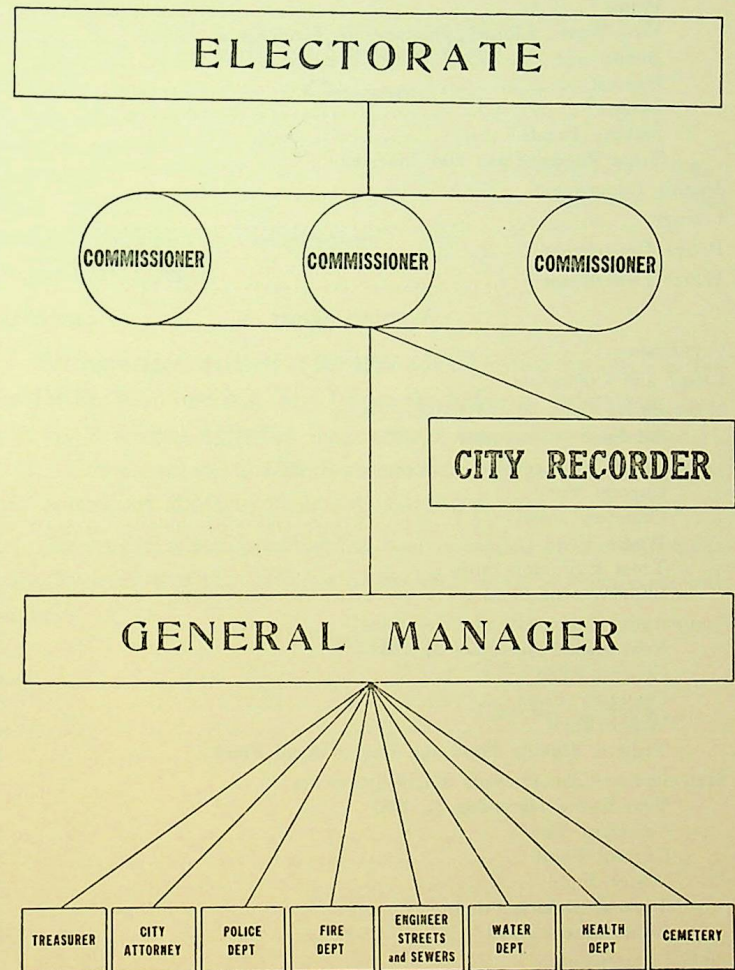 ELECTORATE
COMMISSIONER COMMISSIONER COMMISSIONER
CITY RECORDER
GENERAL MANAGER
TREASURER
CITY
ATTORNEY
POLICE
DEPT
FIRE
DEPT
ENGINEER
STREETS
and SEWERS
WATER
DEPT.
HEALTH
DEPT
CEMETERY